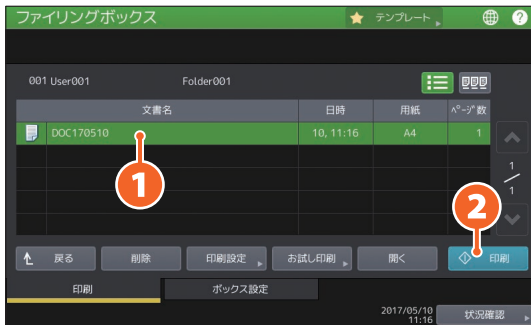 ファイリングボックス
テンプレート
?
001 User001 Folder001
文書名 日時 用紙 ページ数
DOC170510 10, 11:16 A4 1
1
1
1
2
戻る 削除 印刷設定 お試し印刷 開く 印刷
印刷 ボックス設定
2017/05/10
11:16
状況確認